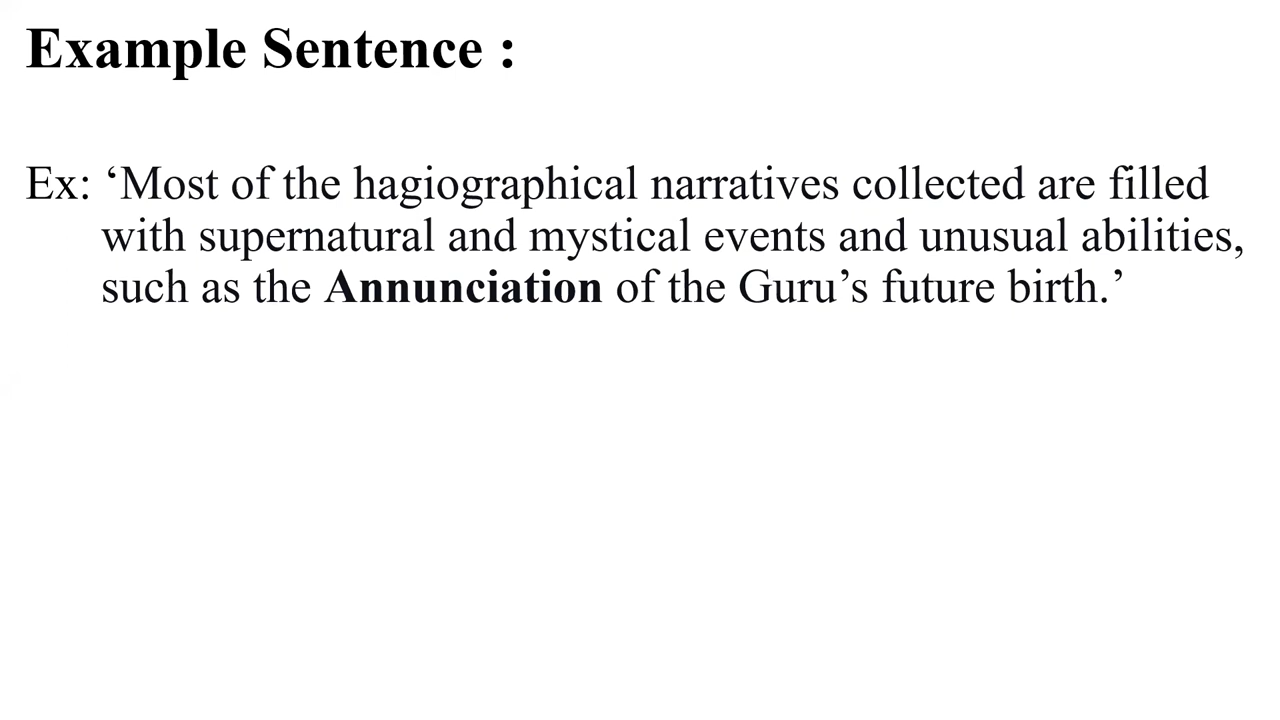 Example Sentence :
Ex: ‘Most of the hagiographical narratives collected are filled
with supernatural and mystical events and unusual abilities,
such as the Annunciation of the Guru’s future birth.’